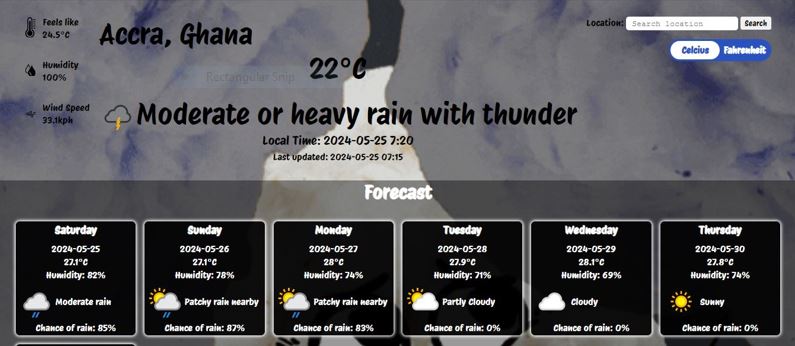 Feels like
24.5°C
Accra, Ghana
Location: Search location Search
Celcius Fahrenheit
Humidity
100%
Rectangular Snip
22°C
Wind Speed
33.1kph
Moderate or heavy rain with thunder
Local Time: 2024-05-25 7:20
Last updated: 2024-05-25 07:15
Forecast
Saturday
2024-05-25
27.1°C
Humidity: 82%
Moderate rain
Chance of rain: 85%
Sunday
2024-05-26
27.1°C
Humidity: 78%
Patchy rain nearby
Chance of rain: 87%
Monday
2024-05-27
28°C
Humidity: 74%
Patchy rain nearby
Chance of rain: 83%
Tuesday
2024-05-28
27.9°C
Humidity: 71%
Partly Cloudy
Chance of rain: 0%
Wednesday
2024-05-29
28.1°C
Humidity: 69%
Cloudy
Chance of rain: 0%
Thursday
2024-05-30
27.8°C
Humidity: 74%
Sunny
Chance of rain: 0%